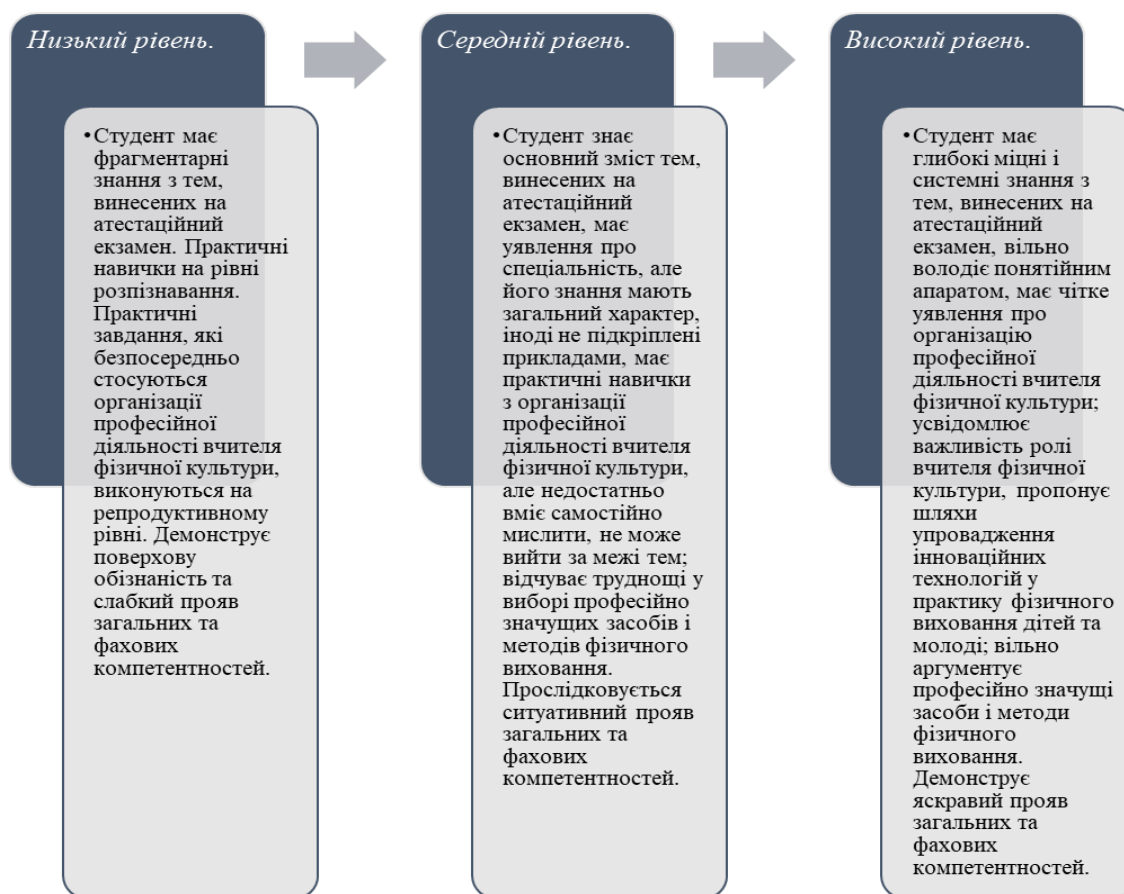 Низький рівень.
•Студент має
фрагментарні
знання з тем,
винесених на
атестаційний
екзамен. Практичні
навички на рівні
розпізнавання.
Практичні
завдання, які
безпосередньо
стосуються
організації
професійної
діяльності вчителя
фізичної культури,
виконуються на
репродуктивному
рівні. Демонструє
поверхову
обізнаність та
слабкий прояв
загальних та
фахових
компетентностей.
Середній рівень.
•Студент знає
основний зміст тем,
винесених на
атестаційний
екзамен, має
уявлення про
спеціальність, але
його знання мають
загальний характер,
іноді не підкріплені
прикладами, має
практичні навички
з організації
професійної
діяльності вчителя
фізичної культури,
але недостатньо
вміє самостійно
мислити, не може
вийти за межі тем;
відчуває труднощі у
виборі професійно
значущих засобів і
методів фізичного
виховання.
Прослідковується
ситуативний прояв
загальних та
фахових
компетентностей.
Високий рівень.
•Студент має
глибокі міцні і
системні знання з
тем, винесених на
атестаційний
екзамен, вільно
володіє понятійним
апаратом, має чітке
уявлення про
організацію
професійної
діяльності вчителя
фізичної культури;
усвідомлює
важливість ролі
вчителя фізичної
культури, пропонує
шляхи
упровадження
інноваційних
технологій у
практику фізичного
виховання дітей та
молоді; вільно
аргументує
професійно значущі
засоби і методи
фізичного
виховання.
Демонструє
яскравий прояв
загальних та
фахових
компетентностей.